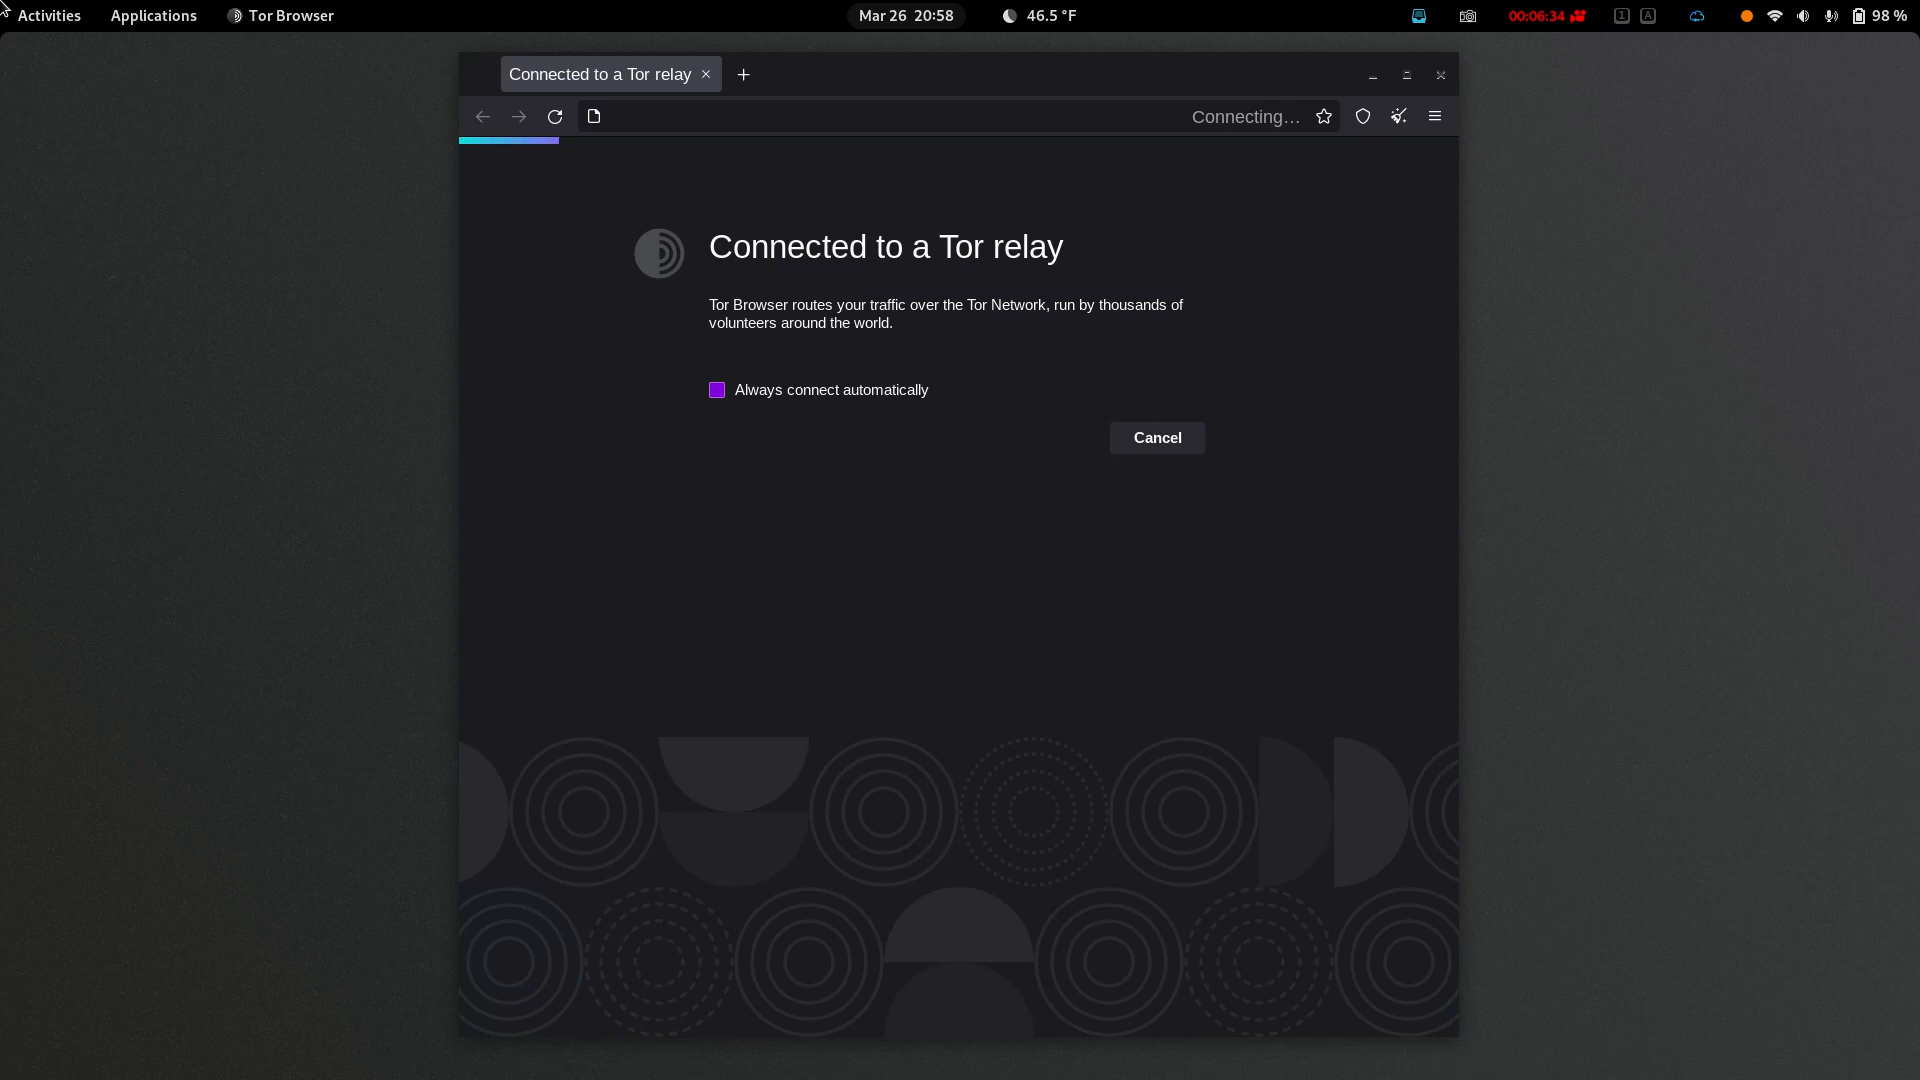 Activities
Applications
Tor Browser
Mar 26 20:58
46.5 °F
00:06:34
1
A
98 %
Connected to a Tor relay
Connecting…
Connected to a Tor relay
Tor Browser routes your traffic over the Tor Network, run by thousands of
volunteers around the world.
Always connect automatically
Cancel